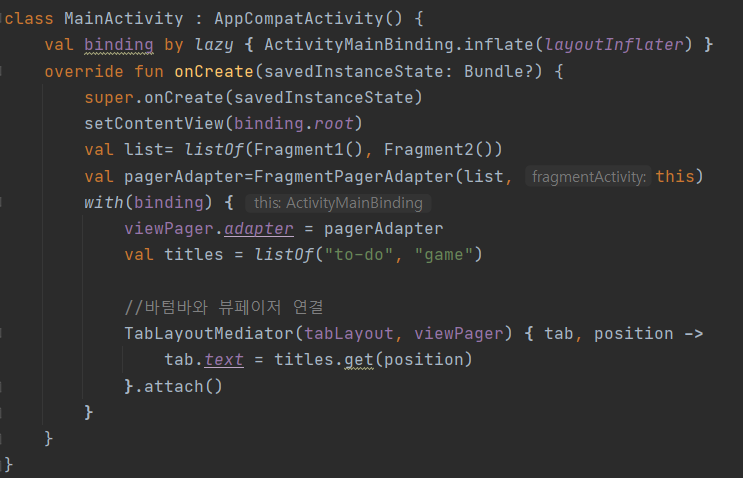 class MainActivity : AppCompatActivity() {
    val binding by lazy { ActivityMainBinding.inflate(layoutInflater) }
    override fun onCreate(savedInstanceState: Bundle?) {
        super.onCreate(savedInstanceState)
        setContentView(binding.root)
        val list= listOf(Fragment1(), Fragment2())
        val pagerAdapter=FragmentPagerAdapter(list, fragmentActivity: this)
        with(binding) { this: ActivityMainBinding
            viewPager.adapter = pagerAdapter
            val titles = listOf("to-do", "game")
            //바텀바와 뷰페이저 연결
            TabLayoutMediator(tabLayout, viewPager) { tab, position ->
                tab.text = titles.get(position)
            }.attach()
        }
    }
}